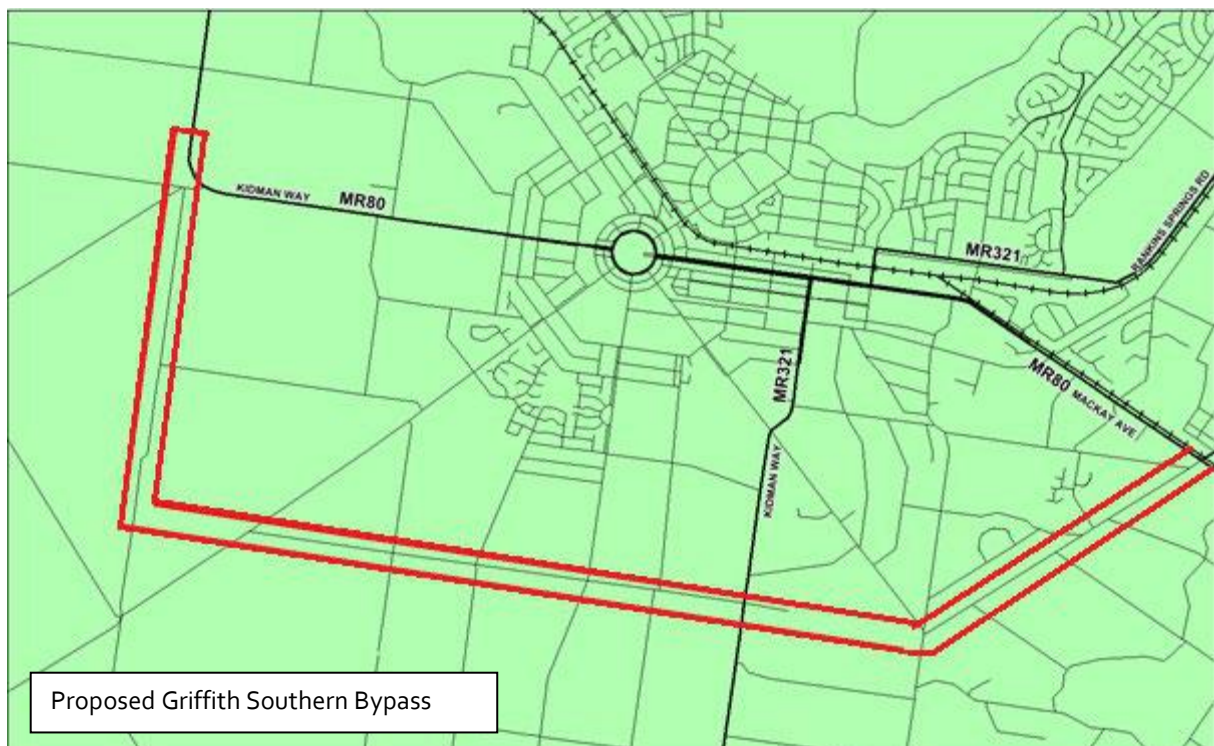 KIDMAN WAY
MR80
MR321
RANKINS SPRINGS RD
MR321
MR80
MACKAY AVE
KIDMAN WAY
Proposed Griffith Southern Bypass